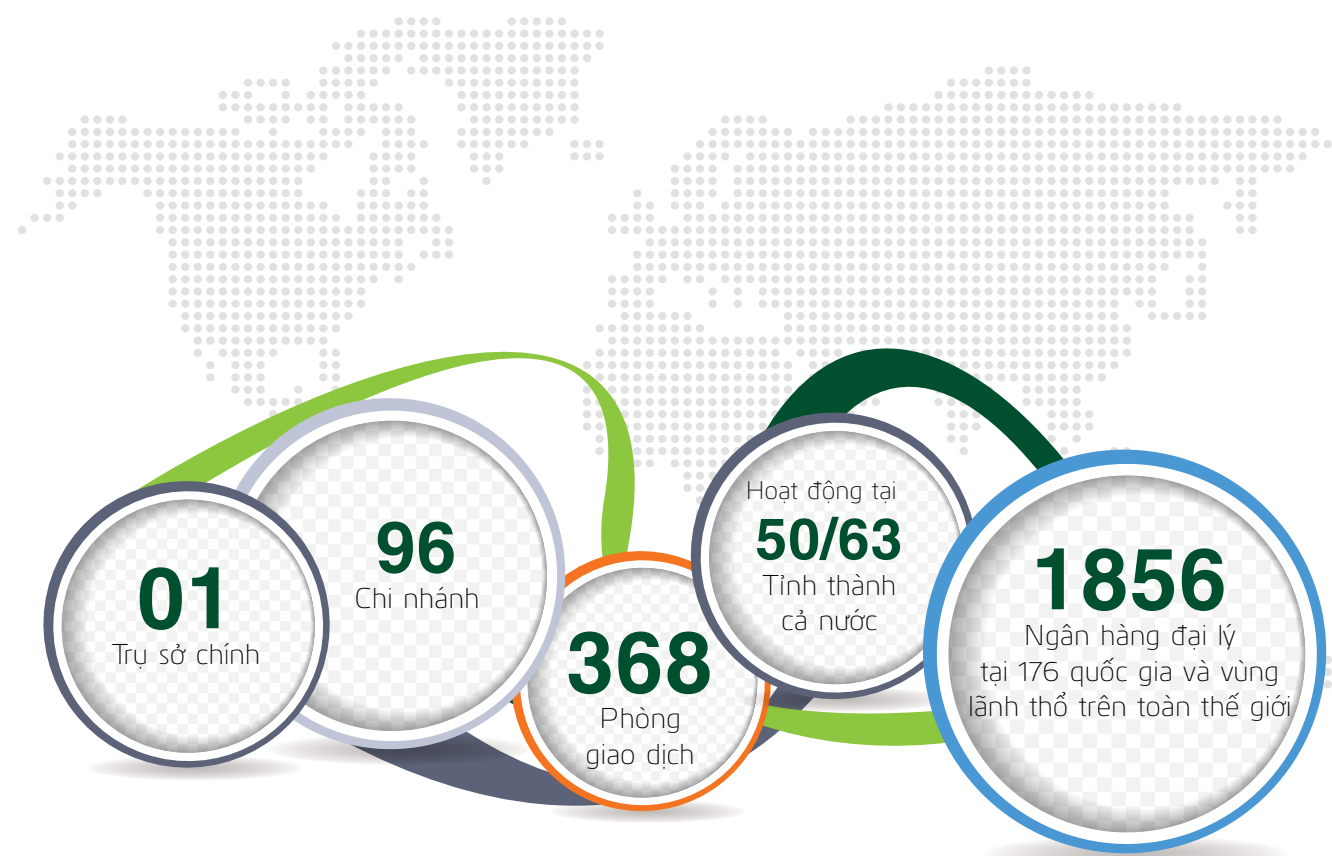 01
Trụ sở chính
96
Chi nhánh
368
Phòng
giao dịch
Hoạt động tại
50/63
Tỉnh thành
cả nước
1856
Ngân hàng đại lý
tại 176 quốc gia và vùng
lãnh thổ trên toàn thế giới